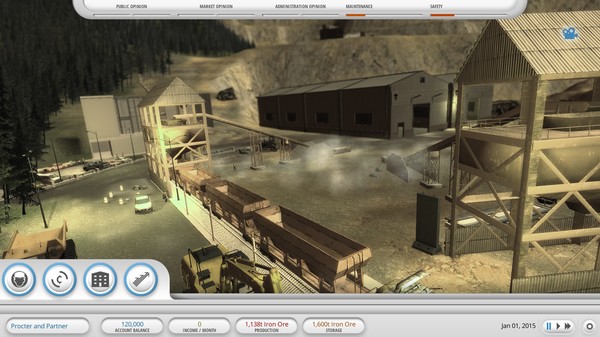 PUBLIC OPINION
MARKET OPINION
ADMINISTRATION OPINION
MAINTENANCE
SAFETY
Procter and Partner
120,000
ACCOUNT BALANCE
0
INCOME / MONTH
1,138t Iron Ore
PRODUCTION
1,600t Iron Ore
STORAGE
Jan 01, 2015